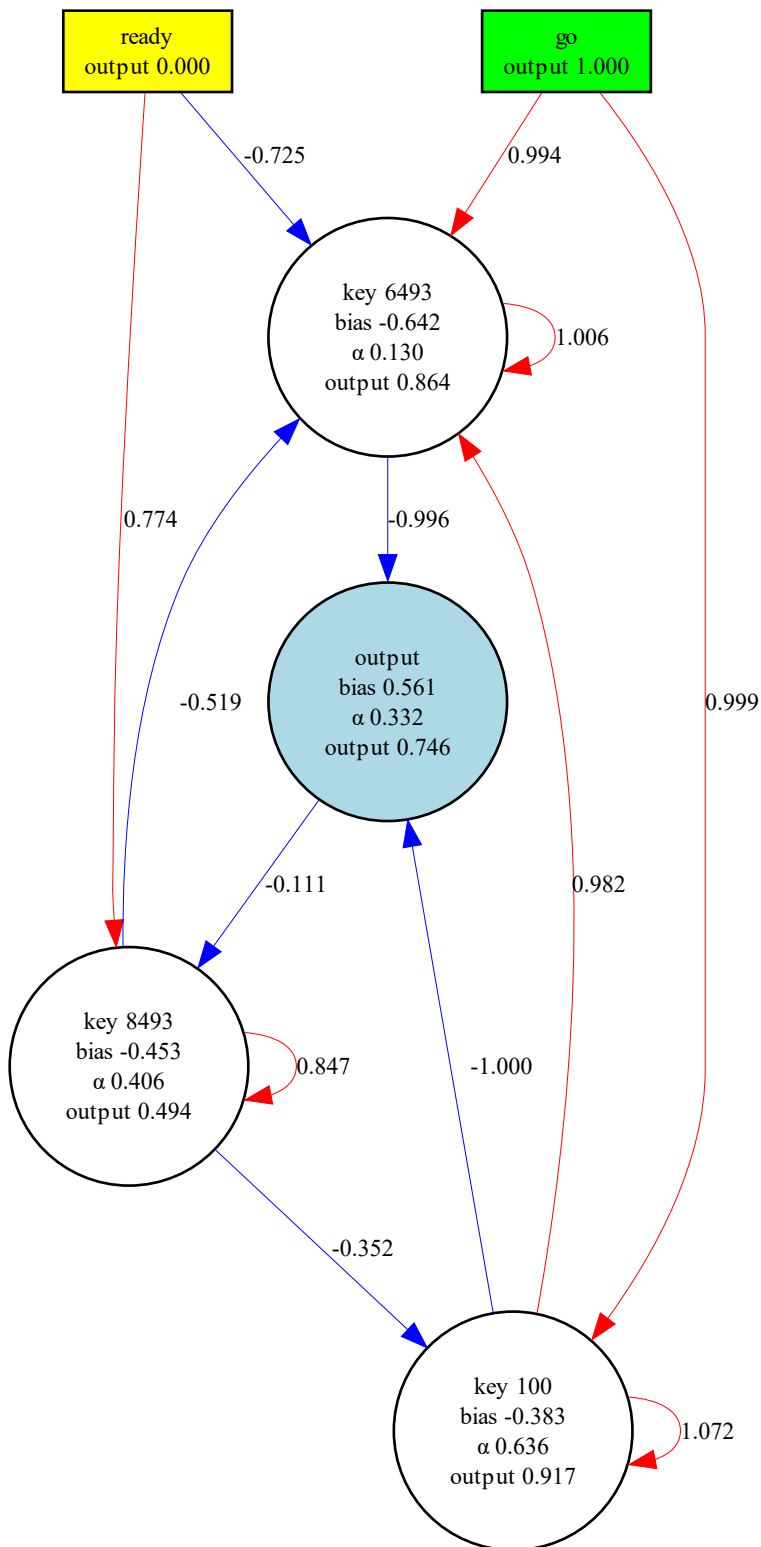 ready
output 0.000
go
output 1.000
-0.725
0.994
key 6493
bias -0.642
α 0.130
output 0.864
1.006
0.774
-0.996
output
bias 0.561
α 0.332
output 0.746
-0.519
0.999
-0.111
0.982
key 8493
bias -0.453
α 0.406
output 0.494
0.847
-1.000
-0.352
key 100
bias -0.383
α 0.636
output 0.917
1.072